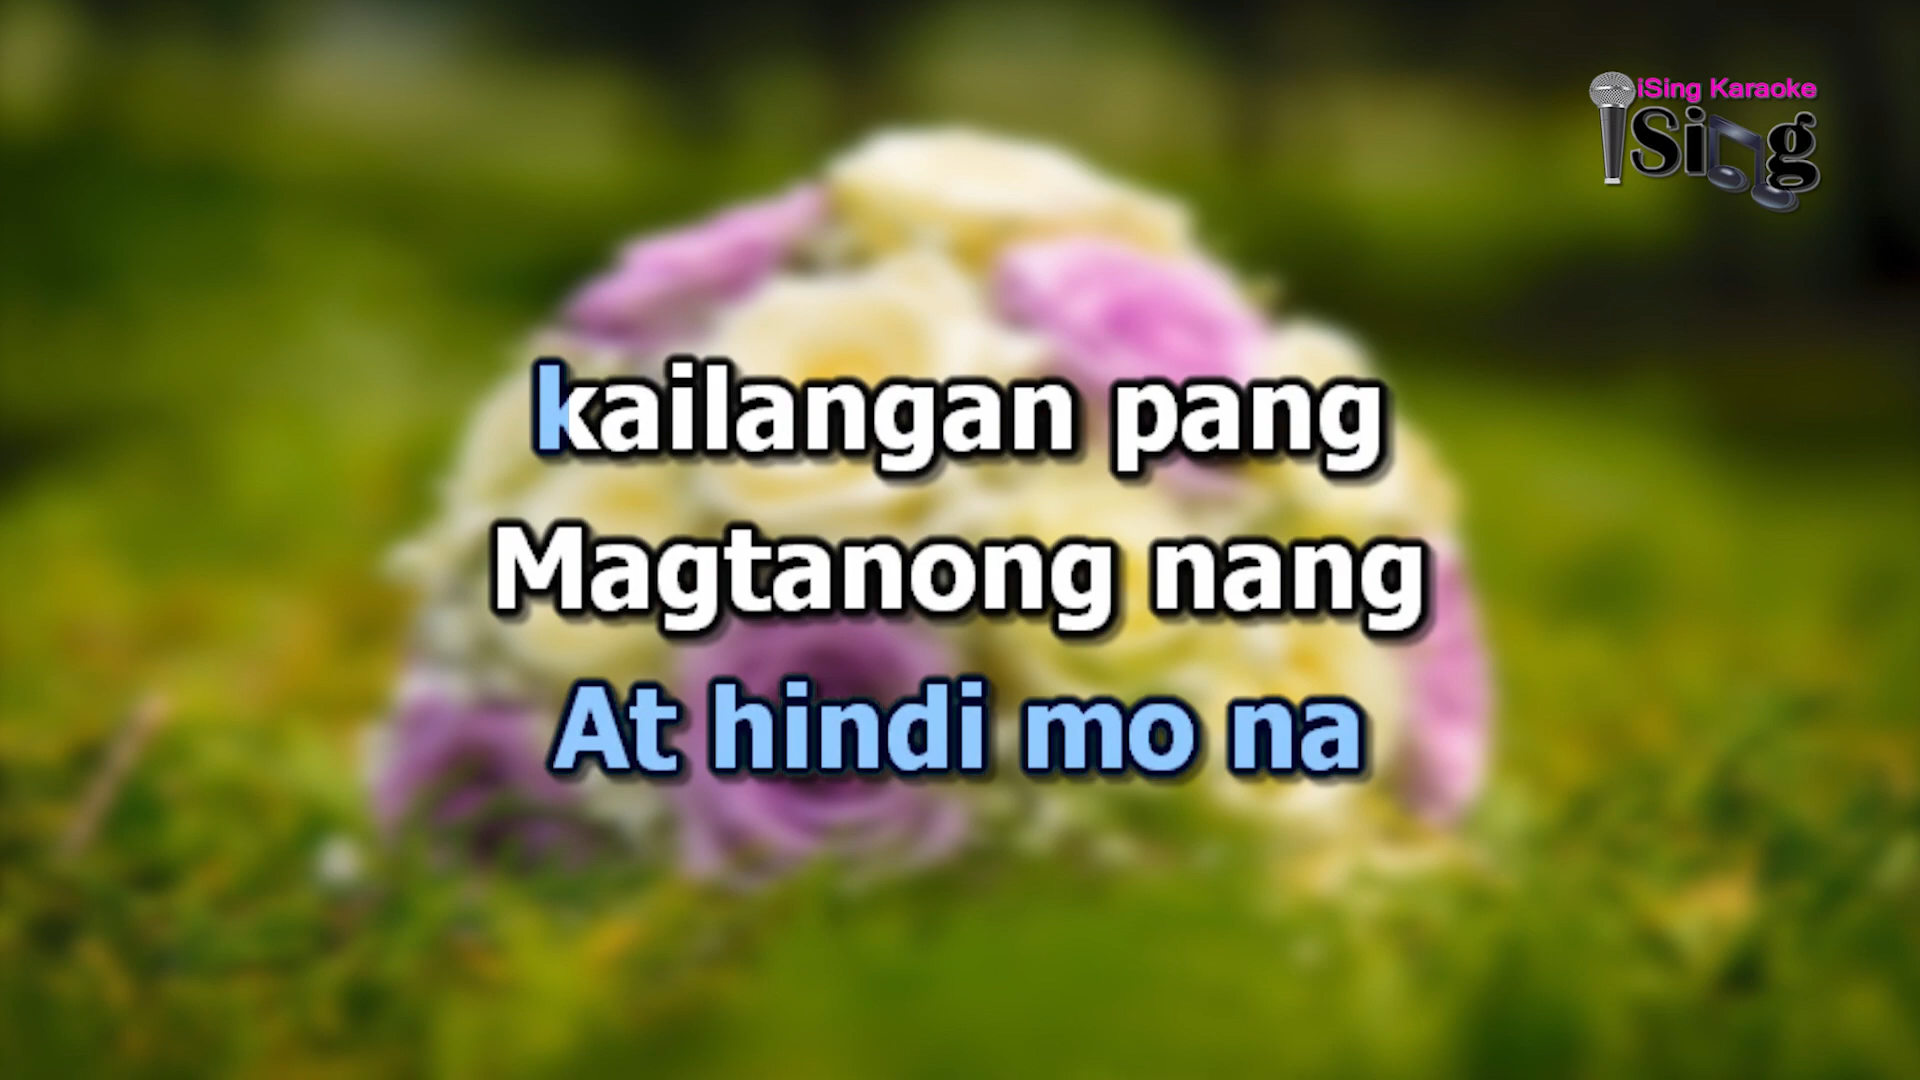 iSing Karaoke
iSing
kailangan pang
Magtanong nang
At hindi mo na